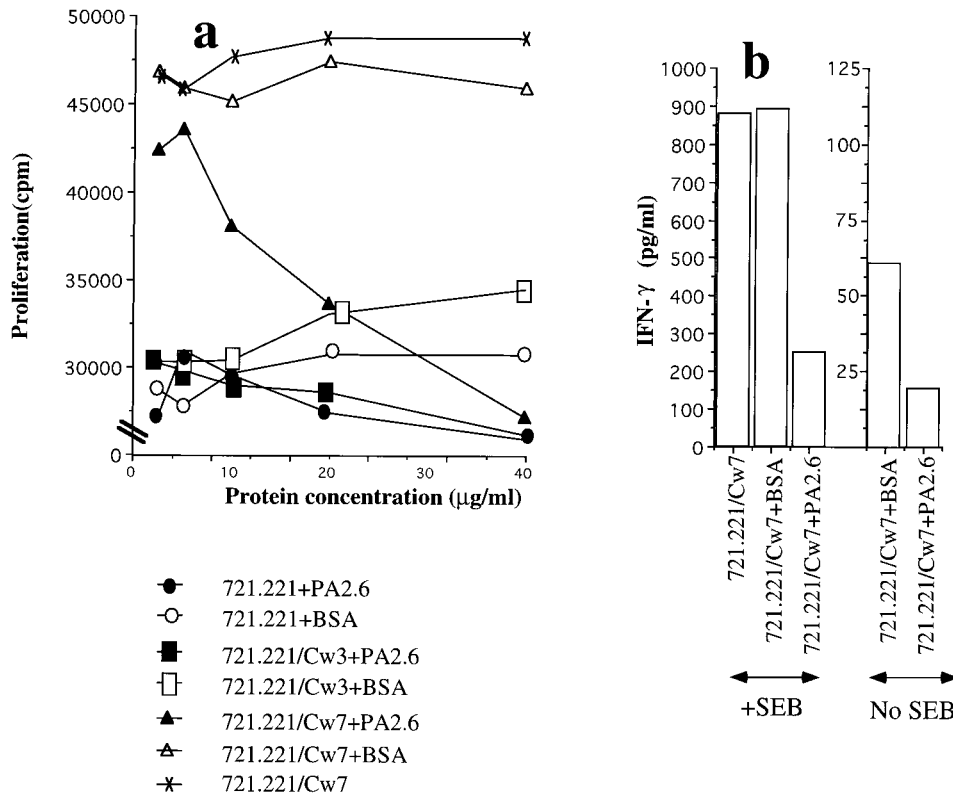 a
50000
45000
40000
35000
30000
0
Proliferation(cpm)
0
10
20
30
40
Protein concentration (μg/ml)
721.221+PA2.6
721.221+BSA
721.221/Cw3+PA2.6
721.221/Cw3+BSA
721.221/Cw7+PA2.6
721.221/Cw7+BSA
721.221/Cw7
b
1000
900
800
700
600
500
400
300
200
100
0
IFN-γ (pg/ml)
125
100
75
50
25
721.221/Cw7
721.221/Cw7+BSA
721.221/Cw7+PA2.6
721.221/Cw7+BSA
721.221/Cw7+PA2.6
+SEB
No SEB